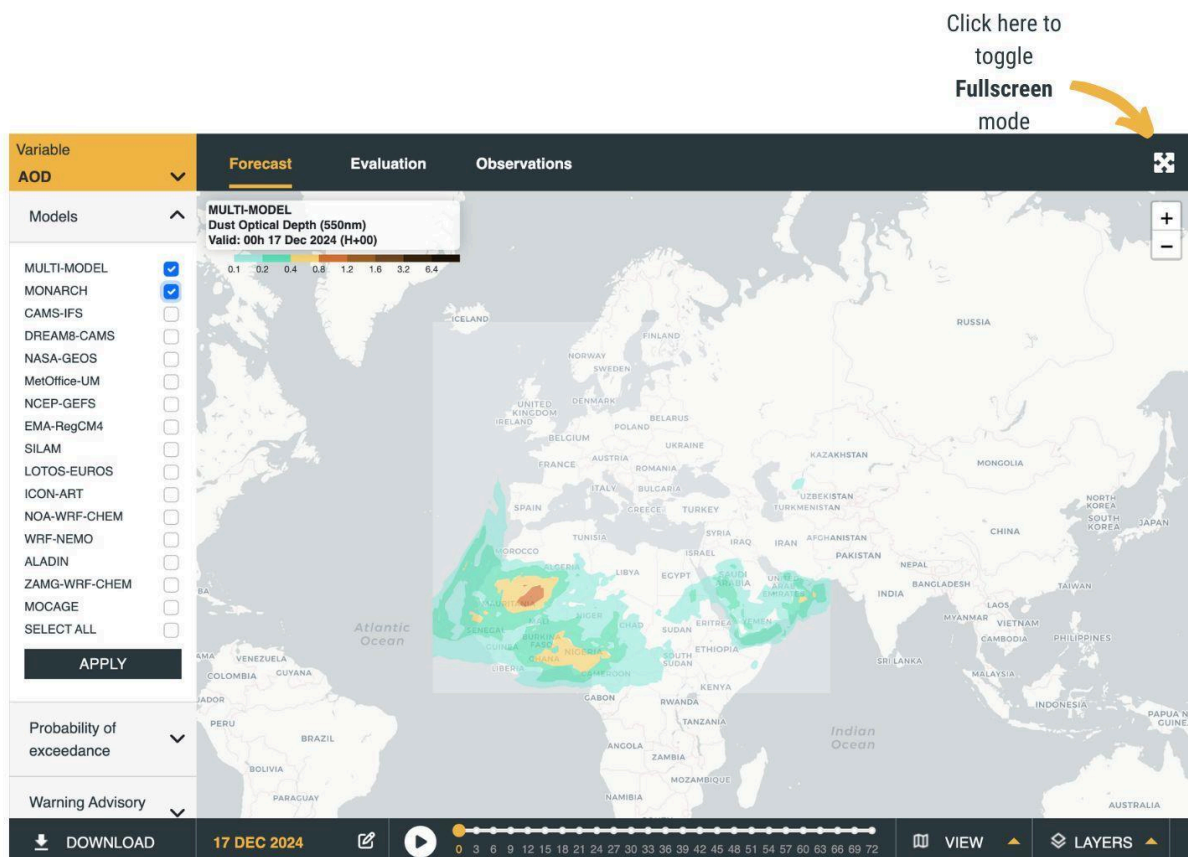 Click here to
toggle
Fullscreen
mode
Variable
AOD
Forecast
Evaluation
Observations
Models
MULTI-MODEL
MONARCH
CAMS-IFS
DREAM8-CAMS
NASA-GEOS
MetOffice-UM
NCEP-GEFS
EMA-RegCM4
SILAM
LOTOS-EUROS
ICON-ART
NOA-WRF-CHEM
WRF-NEMO
ALADIN
ZAMG-WRF-CHEM
MOCAGE
SELECT ALL
APPLY
Probability of
exceedance
Warning Advisory
MULTI-MODEL
Dust Optical Depth (550nm)
Valid: 00h 17 Dec 2024 (H+00)
0.1 0.2 0.4 0.8 1.2 1.6 3.2 6.4
+
−
ICELAND
RUSSIA
FINLAND
NORWAY
SWEDEN
UNITED
KINGDOM
DENMARK
IRELAND
BELARUS
POLAND
BELGIUM
UKRAINE
AUSTRIA
KAZAKHSTAN
FRANCE
ROMANIA
MONGOLIA
ITALY
BULGARIA
UZBEKISTAN
NORTH
KOREA
SPAIN
GREECE
TURKEY
TURKMENISTAN
SOUTH
KOREA
JAPAN
SYRIA
CHINA
TUNISIA
IRAQ
IRAN
AFGHANISTAN
MOROCCO
ISRAEL
PAKISTAN
ALGERIA
LIBYA
EGYPT
SAUDI
ARABIA
UNITED
ARAB
EMIRATES
NEPAL
BANGLADESH
TAIWAN
INDIA
MAURITANIA
MALI
NIGER
LAOS
CHAD
SUDAN
ERITREA
YEMEN
MYANMAR
VIETNAM
SENEGAL
Atlantic
Ocean
BURKINA
FASO
CAMBODIA
PHILIPPINES
GUINEA
GHANA
NIGERIA
SOUTH
SUDAN
ETHIOPIA
LIBERIA
CAMEROON
SRI LANKA
VENEZUELA
COLOMBIA
GUYANA
MALAYSIA
KENYA
GABON
RWANDA
INDONESIA
PAPUA N
GUINE
PERU
TANZANIA
BRAZIL
Indian
Ocean
ANGOLA
ZAMBIA
BOLIVIA
MOZAMBIQUE
NAMIBIA
PARAGUAY
AUSTRALIA
DOWNLOAD
17 DEC 2024
0 3 6 9 12 15 18 21 24 27 30 33 36 39 42 45 48 51 54 57 60 63 66 69 72
VIEW
LAYERS